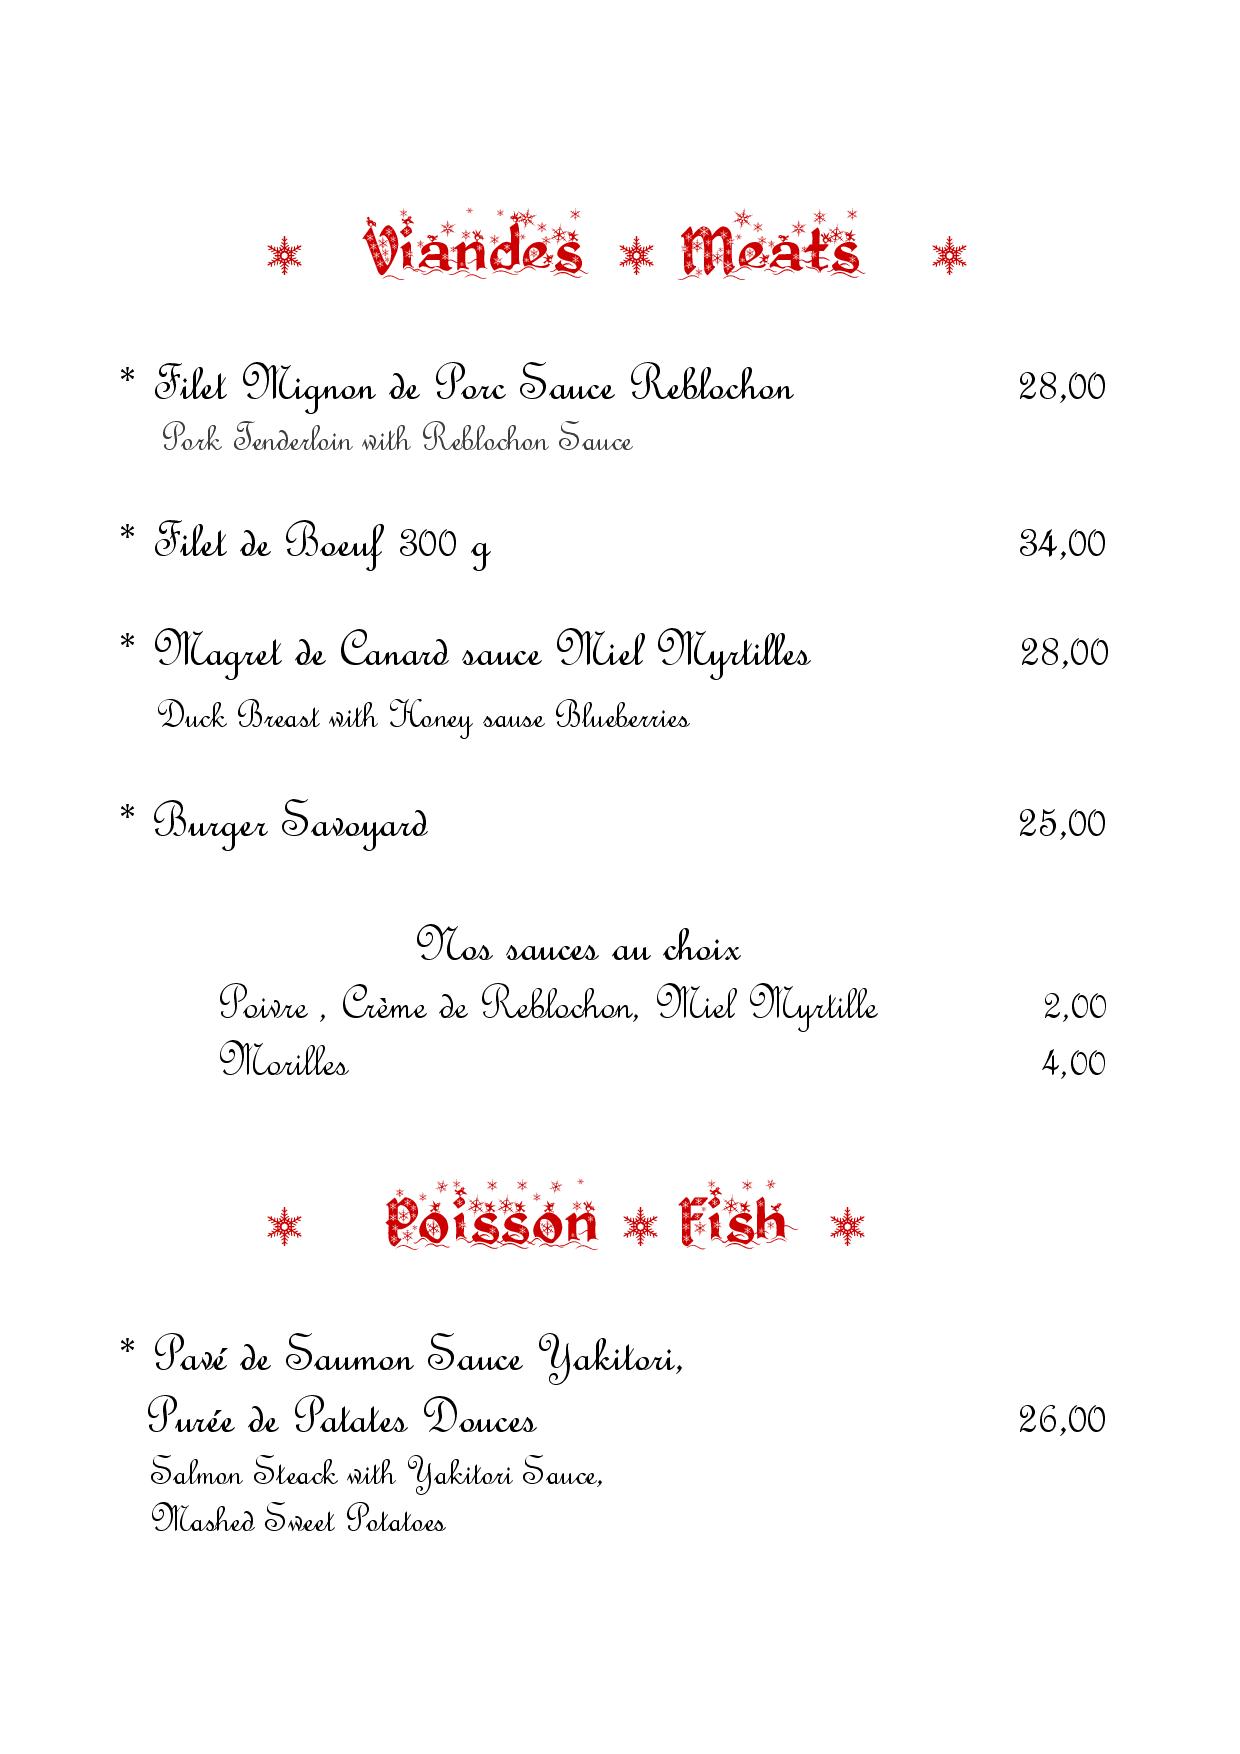 Viandes Meats
* Filet Mignon de Porc Sauce Reblochon 28,00
Pork Tenderloin with Reblochon Sauce
* Filet de Boeuf 300 g 34,00
* Magret de Canard sauce Miel Myrtilles 28,00
Duck Breast with Honey sause Blueberries
* Burger Savoyard 25,00
Nos sauces au choix
Poivre , Crème de Reblochon, Miel Myrtille 2,00
Morilles 4,00
Poisson Fish
* Pavé de Saumon Sauce Yakitori,
Purée de Patates Douces 26,00
Salmon Steack with Yakitori Sauce,
Mashed Sweet Potatoes